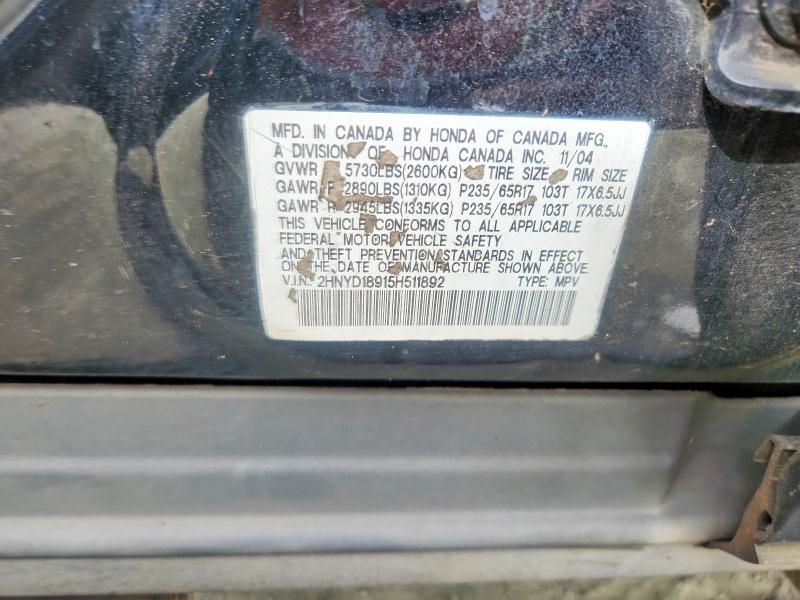 MFD. IN CANADA BY HONDA OF CANADA MFG.,
A DIVISION OF HONDA CANADA INC. 11/04
GVWR 5730LBS(2600KG) TIRE SIZE RIM SIZE
GAWR F 2890LBS(1310KG) P235/65R17 103T 17X6.5JJ
GAWR R 2945LBS(1335KG) P235/65R17 103T 17X6.5JJ
THIS VEHICLE CONFORMS TO ALL APPLICABLE
FEDERAL MOTOR VEHICLE SAFETY
AND THEFT PREVENTION STANDARDS IN EFFECT
ON THE DATE OF MANUFACTURE SHOWN ABOVE.
V.I.N.: 2HNYD18915H511892 TYPE: MPV